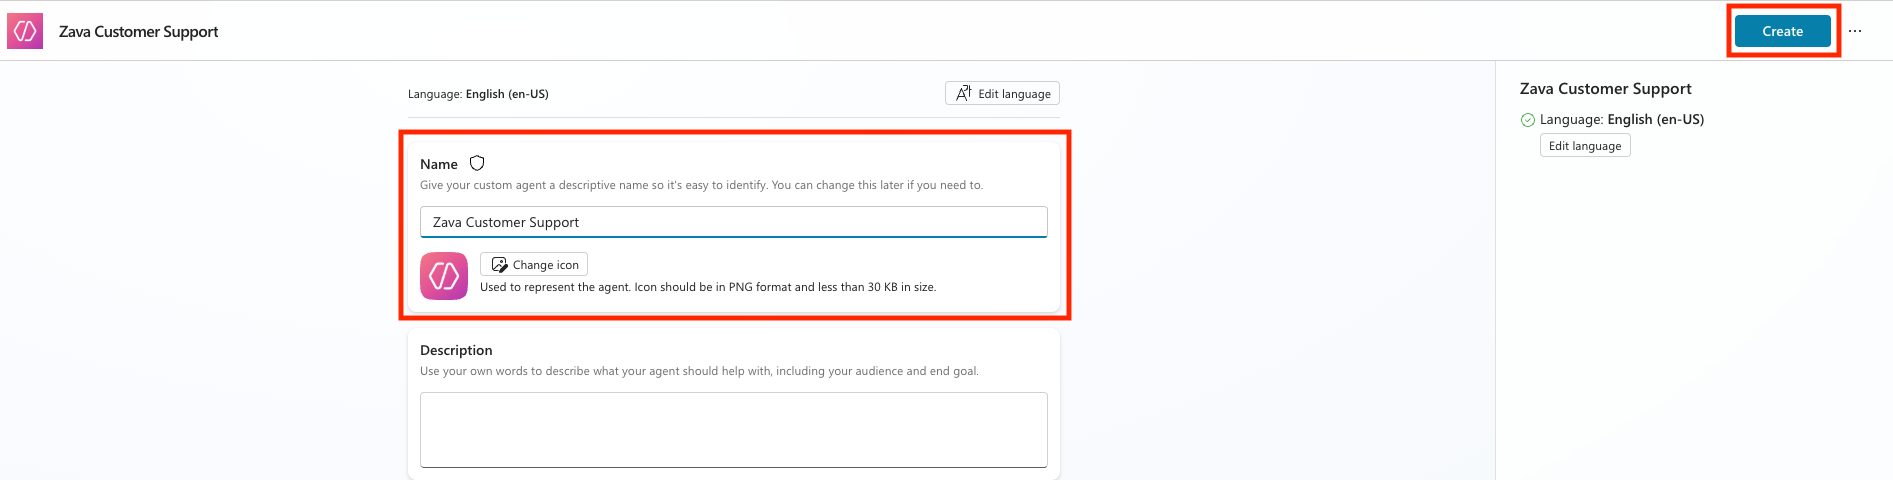 Zava Customer Support
Create
Language: English (en-US)
Edit language
Name
Give your custom agent a descriptive name so it's easy to identify. You can change this later if you need to.
Zava Customer Support
Change icon
Used to represent the agent. Icon should be in PNG format and less than 30 KB in size.
Description
Use your own words to describe what your agent should help with, including your audience and end goal.
Zava Customer Support
Language: English (en-US)
Edit language